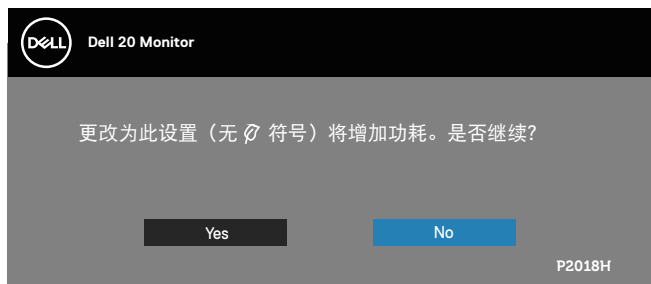 DELL
Dell 20 Monitor
更改为此设置（无 符号）将增加功耗。是否继续？
Yes
No
P2018H